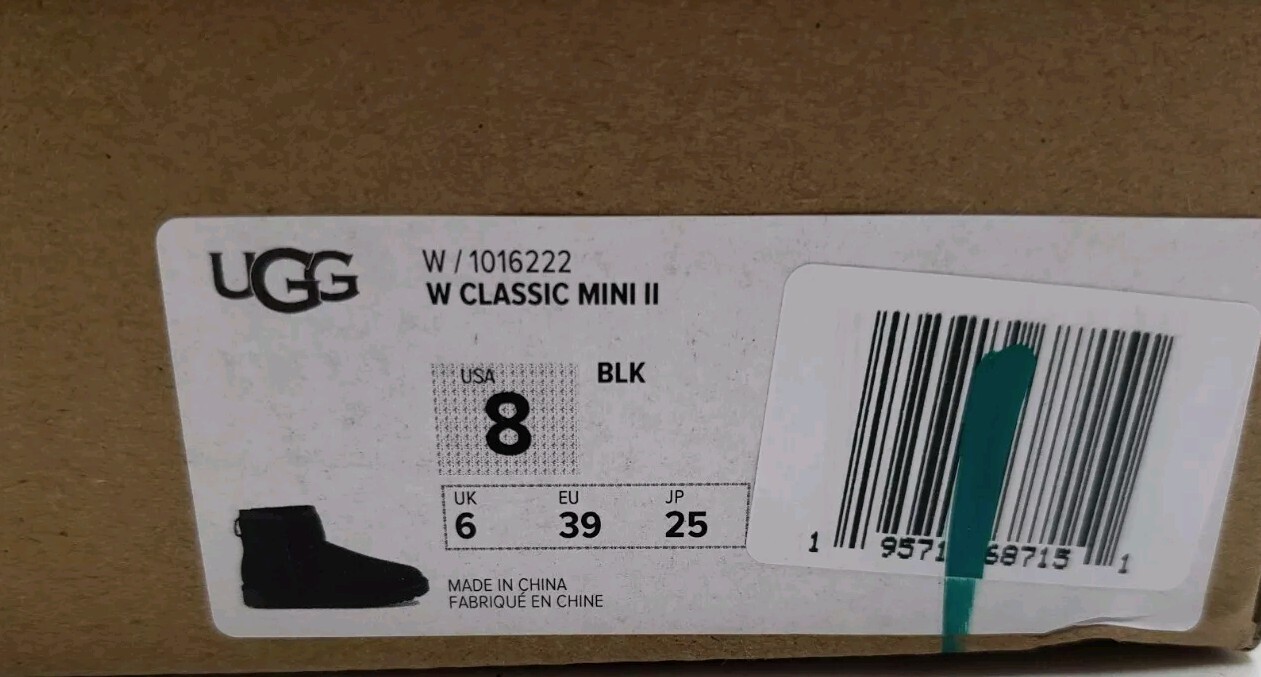 UGG
W / 1016222
W CLASSIC MINI II
USA
8
BLK
UK EU JP
6 39 25
MADE IN CHINA
FABRIQUÉ EN CHINE
1 9571 68715 1